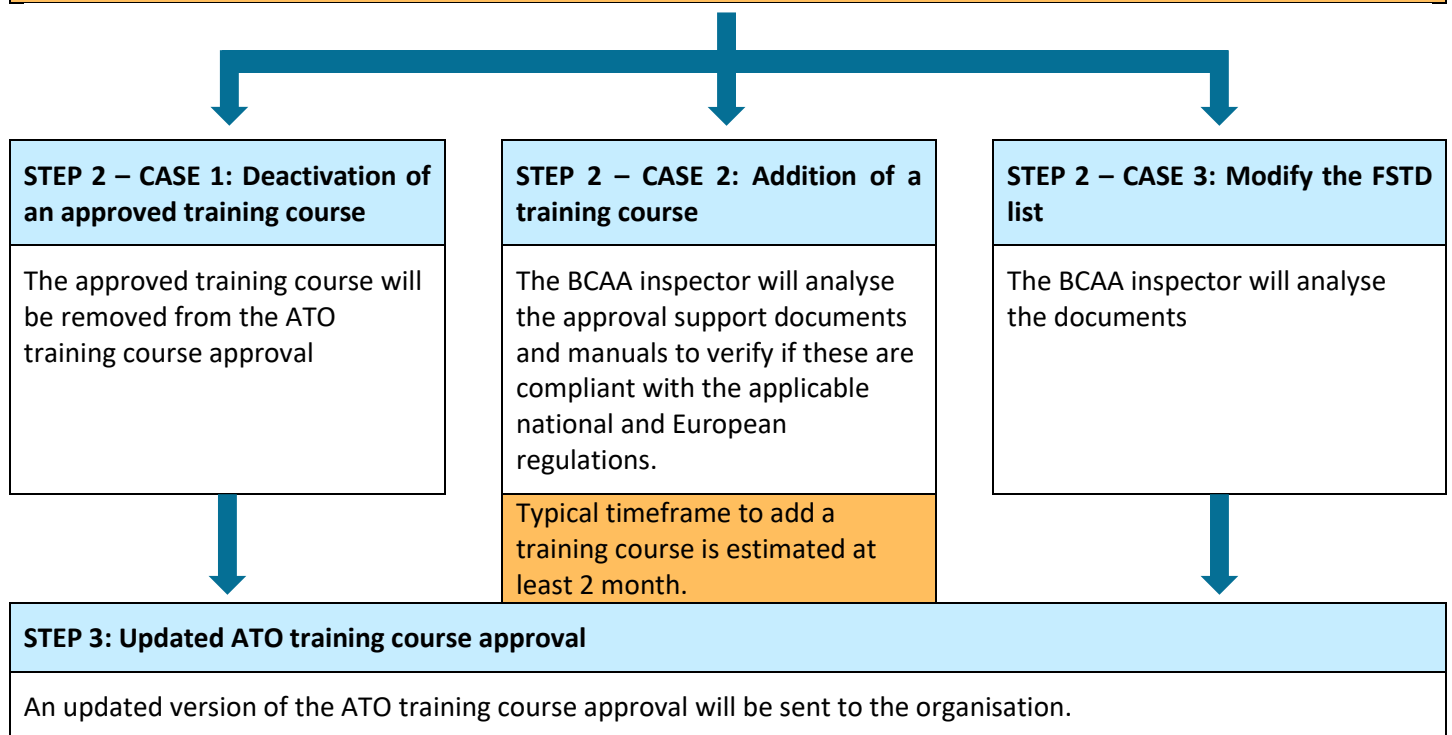 STEP 2 – CASE 1: Deactivation of
an approved training course
The approved training course will
be removed from the ATO
training course approval
STEP 2 – CASE 2: Addition of a
training course
The BCAA inspector will analyse
the approval support documents
and manuals to verify if these are
compliant with the applicable
national and European
regulations.
Typical timeframe to add a
training course is estimated at
least 2 month.
STEP 2 – CASE 3: Modify the FSTD
list
The BCAA inspector will analyse
the documents
STEP 3: Updated ATO training course approval
An updated version of the ATO training course approval will be sent to the organisation.